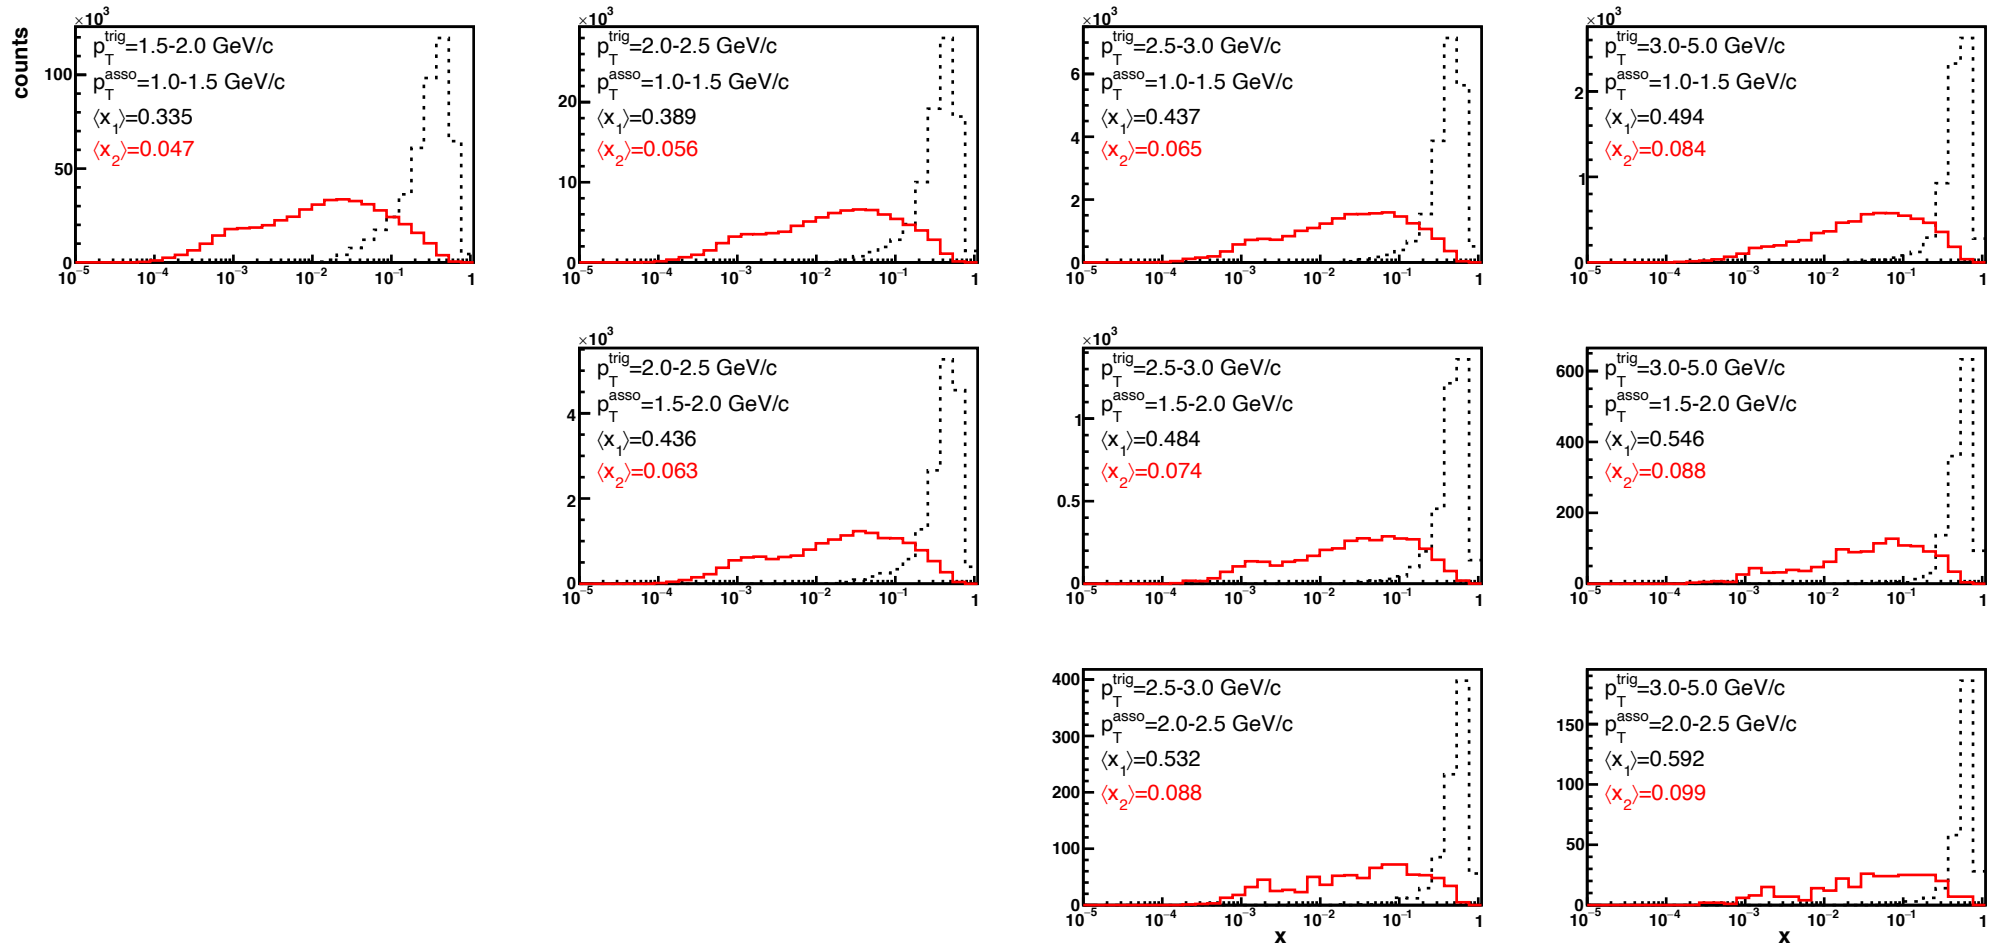 counts
×10³
p_T^trig=1.5-2.0 GeV/c
p_T^asso=1.0-1.5 GeV/c
⟨x_1⟩=0.335
⟨x_2⟩=0.047
100
50
0
10⁻⁵ 10⁻⁴ 10⁻³ 10⁻² 10⁻¹ 1
×10³
p_T^trig=2.0-2.5 GeV/c
p_T^asso=1.0-1.5 GeV/c
⟨x_1⟩=0.389
⟨x_2⟩=0.056
20
10
0
10⁻⁵ 10⁻⁴ 10⁻³ 10⁻² 10⁻¹ 1
×10³
p_T^trig=2.5-3.0 GeV/c
p_T^asso=1.0-1.5 GeV/c
⟨x_1⟩=0.437
⟨x_2⟩=0.065
6
4
2
0
10⁻⁵ 10⁻⁴ 10⁻³ 10⁻² 10⁻¹ 1
×10³
p_T^trig=3.0-5.0 GeV/c
p_T^asso=1.0-1.5 GeV/c
⟨x_1⟩=0.494
⟨x_2⟩=0.084
2
1
0
10⁻⁵ 10⁻⁴ 10⁻³ 10⁻² 10⁻¹ 1
×10³
p_T^trig=2.0-2.5 GeV/c
p_T^asso=1.5-2.0 GeV/c
⟨x_1⟩=0.436
⟨x_2⟩=0.063
4
2
0
10⁻⁵ 10⁻⁴ 10⁻³ 10⁻² 10⁻¹ 1
×10³
p_T^trig=2.5-3.0 GeV/c
p_T^asso=1.5-2.0 GeV/c
⟨x_1⟩=0.484
⟨x_2⟩=0.074
1
0.5
0
10⁻⁵ 10⁻⁴ 10⁻³ 10⁻² 10⁻¹ 1
p_T^trig=3.0-5.0 GeV/c
p_T^asso=1.5-2.0 GeV/c
⟨x_1⟩=0.546
⟨x_2⟩=0.088
600
400
200
0
10⁻⁵ 10⁻⁴ 10⁻³ 10⁻² 10⁻¹ 1
p_T^trig=2.5-3.0 GeV/c
p_T^asso=2.0-2.5 GeV/c
⟨x_1⟩=0.532
⟨x_2⟩=0.088
400
300
200
100
0
10⁻⁵ 10⁻⁴ 10⁻³ 10⁻² 10⁻¹ 1
x
p_T^trig=3.0-5.0 GeV/c
p_T^asso=2.0-2.5 GeV/c
⟨x_1⟩=0.592
⟨x_2⟩=0.099
150
100
50
0
10⁻⁵ 10⁻⁴ 10⁻³ 10⁻² 10⁻¹ 1
x